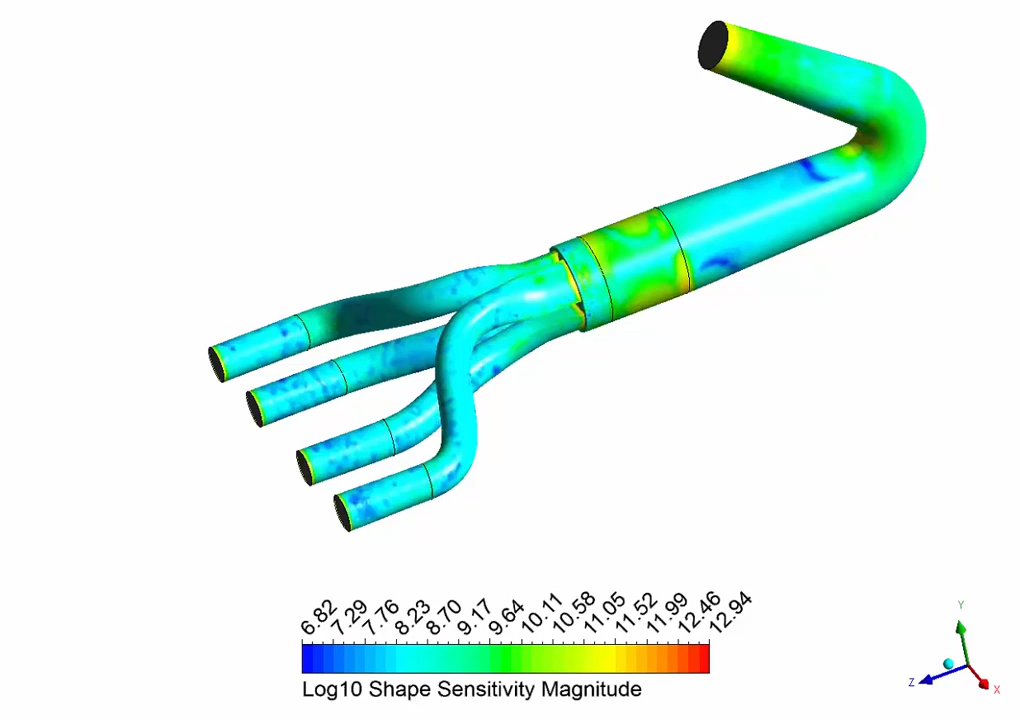 6.82 7.29 7.76 8.23 8.70 9.17 9.64 10.11 10.58 11.05 11.52 11.99 12.46 12.94
Log10 Shape Sensitivity Magnitude
Y
Z
X